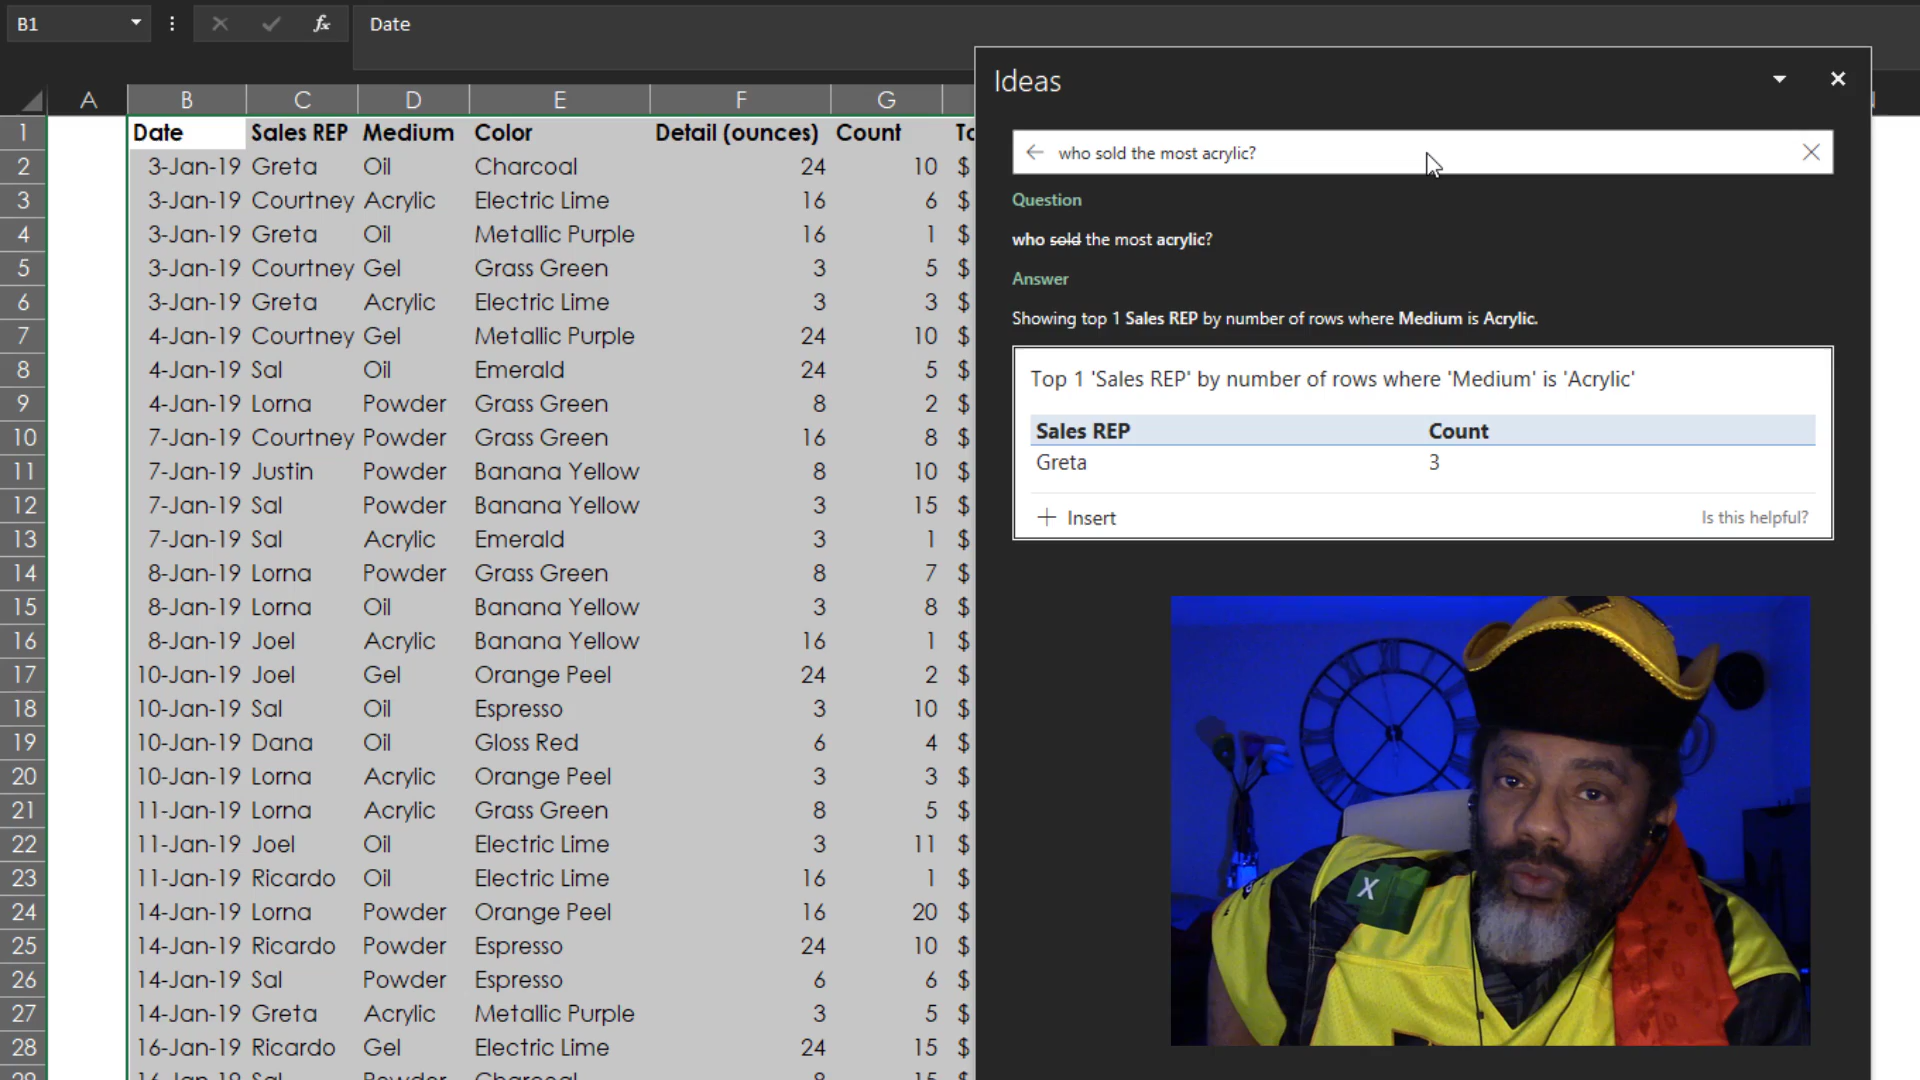 B1
fx
Date
Ideas
A B C D E F G
who sold the most acrylic?
1 Date Sales REP Medium Color Detail (ounces) Count
2 3-Jan-19 Greta Oil Charcoal 24 10 $
3 3-Jan-19 Courtney Acrylic Electric Lime 16 6 $
4 3-Jan-19 Greta Oil Metallic Purple 16 1 $
5 3-Jan-19 Courtney Gel Grass Green 3 5 $
6 3-Jan-19 Greta Acrylic Electric Lime 3 3 $
7 4-Jan-19 Courtney Gel Metallic Purple 24 10 $
8 4-Jan-19 Sal Oil Emerald 24 5 $
9 4-Jan-19 Lorna Powder Grass Green 8 2 $
10 7-Jan-19 Courtney Powder Grass Green 16 8 $
11 7-Jan-19 Justin Powder Banana Yellow 8 10 $
12 7-Jan-19 Sal Powder Banana Yellow 3 15 $
13 7-Jan-19 Sal Acrylic Emerald 3 1 $
14 8-Jan-19 Lorna Powder Grass Green 8 7 $
15 8-Jan-19 Lorna Oil Banana Yellow 3 8 $
16 8-Jan-19 Joel Acrylic Banana Yellow 16 1 $
17 10-Jan-19 Joel Gel Orange Peel 24 2 $
18 10-Jan-19 Sal Oil Espresso 3 10 $
19 10-Jan-19 Dana Oil Gloss Red 6 4 $
20 10-Jan-19 Lorna Acrylic Orange Peel 3 3 $
21 11-Jan-19 Lorna Acrylic Grass Green 8 5 $
22 11-Jan-19 Joel Oil Electric Lime 3 11 $
23 11-Jan-19 Ricardo Oil Electric Lime 16 1 $
24 14-Jan-19 Lorna Powder Orange Peel 16 20 $
25 14-Jan-19 Ricardo Powder Espresso 24 10 $
26 14-Jan-19 Sal Powder Espresso 6 6 $
27 14-Jan-19 Greta Acrylic Metallic Purple 3 5 $
28 16-Jan-19 Ricardo Gel Electric Lime 24 15 $
Question
who sold the most acrylic?
Answer
Showing top 1 Sales REP by number of rows where Medium is Acrylic.
Top 1 'Sales REP' by number of rows where 'Medium' is 'Acrylic'
Sales REP Count
Greta 3
Insert
Is this helpful?
X